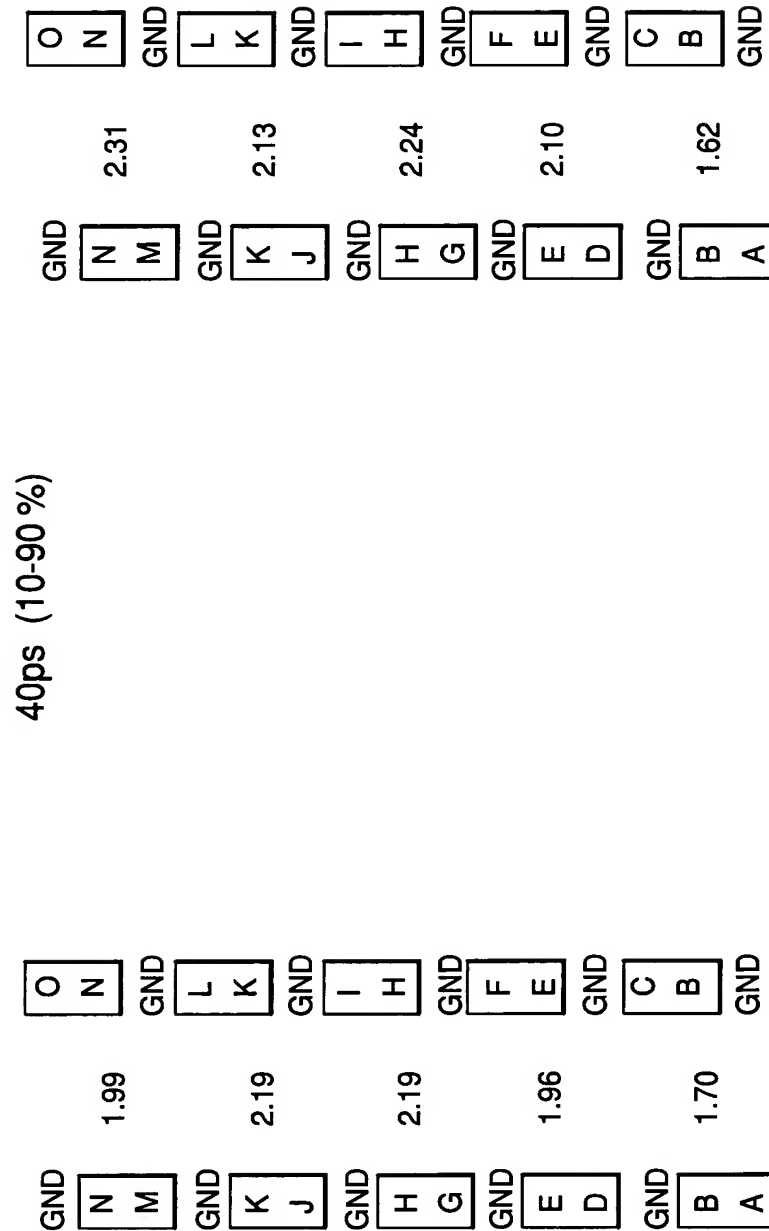 40ps (10-90 %)
GND O GND O
N N N N
1.99 2.31
M GND M GND
GND L GND L
K K K K
2.19 2.13
J GND J GND
GND I GND I
H H H H
2.19 2.24
G GND G GND
GND F GND F
E E E E
1.96 2.10
D GND D GND
GND C GND C
B B B B
1.70 1.62
A GND A GND